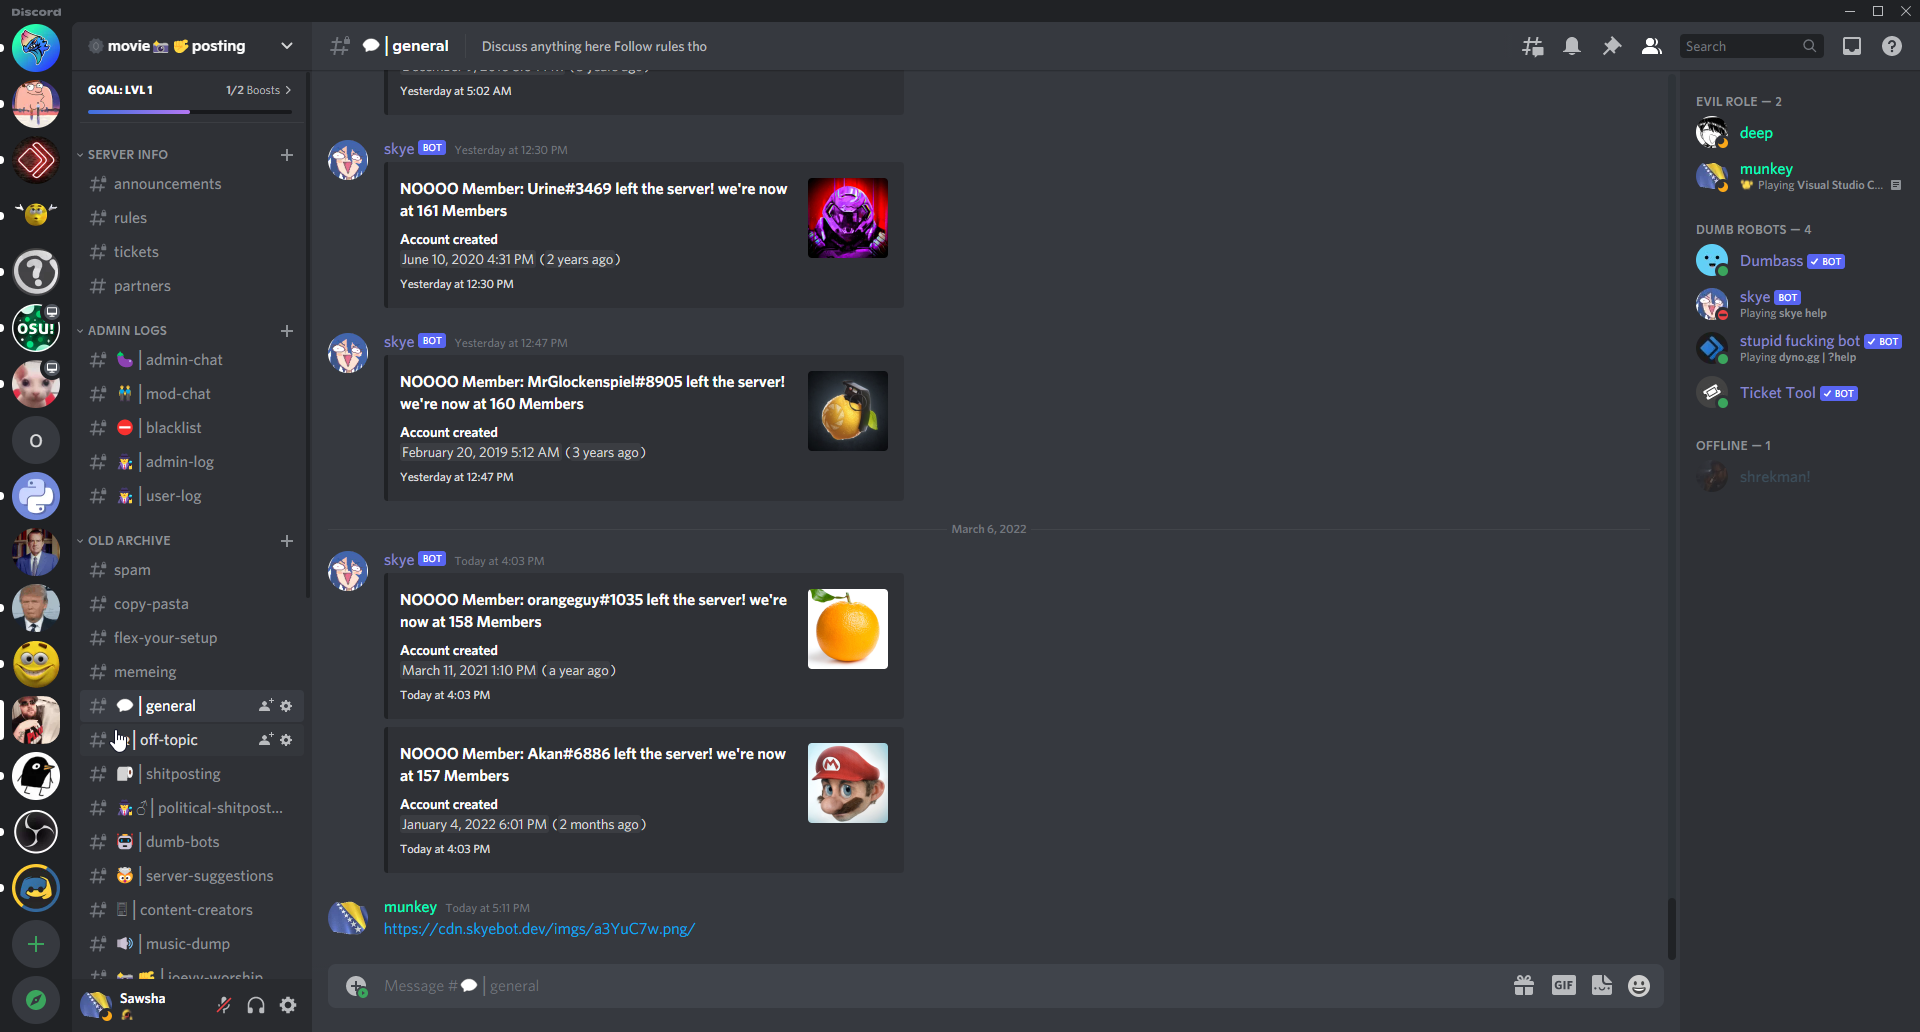 Discord
movie posting
GOAL: LVL 1
1/2 Boosts
SERVER INFO
announcements
rules
tickets
partners
ADMIN LOGS
admin-chat
mod-chat
blacklist
admin-log
user-log
OLD ARCHIVE
spam
copy-pasta
flex-your-setup
memeing
general
off-topic
shitposting
political-shitpost...
dumb-bots
server-suggestions
content-creators
music-dump
joeyy-worship
Sawsha
OSU!
O
| general
Discuss anything here Follow rules tho
Search
Yesterday at 5:02 AM
skye BOT Yesterday at 12:30 PM
NOOOO Member: Urine#3469 left the server! we're now
at 161 Members
Account created
June 10, 2020 4:31 PM (2 years ago)
Yesterday at 12:30 PM
skye BOT Yesterday at 12:47 PM
NOOOO Member: MrGlockenspiel#8905 left the server!
we're now at 160 Members
Account created
February 20, 2019 5:12 AM (3 years ago)
Yesterday at 12:47 PM
March 6, 2022
skye BOT Today at 4:03 PM
NOOOO Member: orangeguy#1035 left the server! we're
now at 158 Members
Account created
March 11, 2021 1:10 PM (a year ago)
Today at 4:03 PM
NOOOO Member: Akan#6886 left the server! we're now
at 157 Members
Account created
January 4, 2022 6:01 PM (2 months ago)
Today at 4:03 PM
munkey Today at 5:11 PM
https://cdn.skyebot.dev/imgs/a3YuC7w.png/
Message # | general
GIF
EVIL ROLE — 2
deep
munkey
Playing Visual Studio C...
DUMB ROBOTS — 4
Dumbass BOT
skye BOT
Playing skye help
stupid fucking bot BOT
Playing dyno.gg | ?help
Ticket Tool BOT
OFFLINE — 1
shrekman!